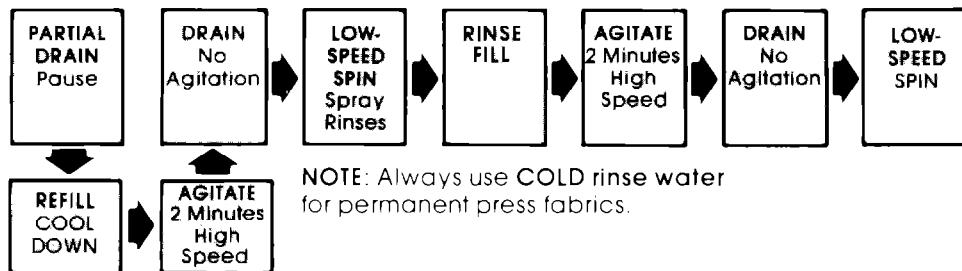 PARTIAL
DRAIN
Pause
REFILL
COOL
DOWN
AGITATE
2 Minutes
High
Speed
DRAIN
No
Agitation
LOW-
SPEED
SPIN
Spray
Rinses
RINSE
FILL
AGITATE
2 Minutes
High
Speed
DRAIN
No
Agitation
LOW-
SPEED
SPIN
NOTE: Always use COLD rinse water
for permanent press fabrics.